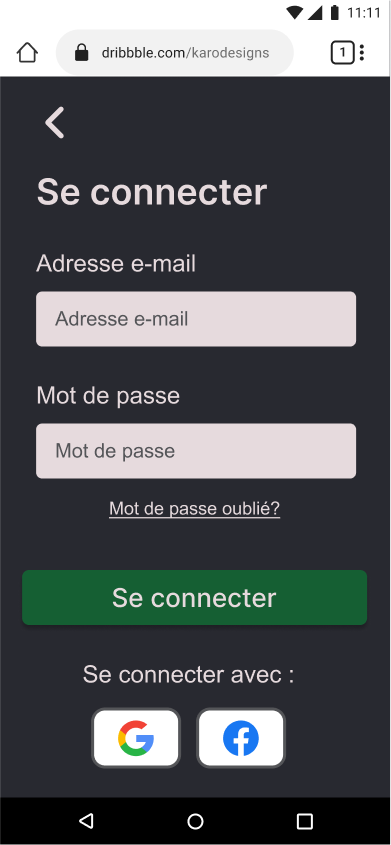 11:11
dribbble.com/karodesigns
1
Se connecter
Adresse e-mail
Adresse e-mail
Mot de passe
Mot de passe
Mot de passe oublié?
Se connecter
Se connecter avec :